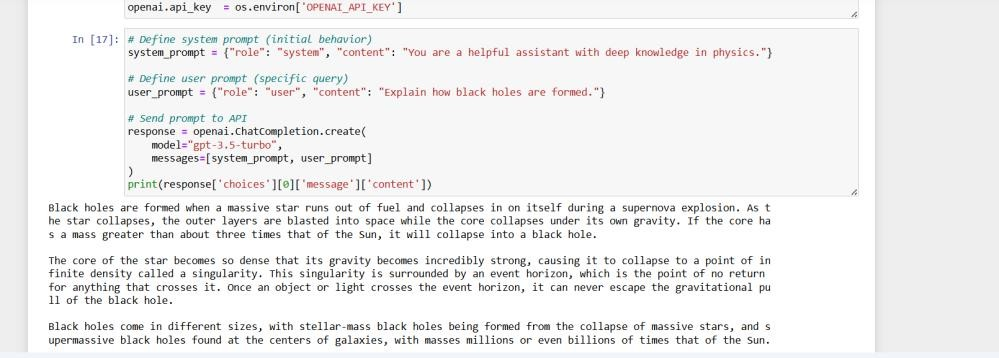 openai.api_key  = os.environ['OPENAI_API_KEY']
In [17]: # Define system prompt (initial behavior)
system_prompt = {"role": "system", "content": "You are a helpful assistant with deep knowledge in physics."}
# Define user prompt (specific query)
user_prompt = {"role": "user", "content": "Explain how black holes are formed."}
# Send prompt to API
response = openai.ChatCompletion.create(
    model="gpt-3.5-turbo",
    messages=[system_prompt, user_prompt]
)
print(response['choices'][0]['message']['content'])
Black holes are formed when a massive star runs out of fuel and collapses in on itself during a supernova explosion. As t
he star collapses, the outer layers are blasted into space while the core collapses under its own gravity. If the core ha
s a mass greater than about three times that of the Sun, it will collapse into a black hole.
The core of the star becomes so dense that its gravity becomes incredibly strong, causing it to collapse to a point of in
finite density called a singularity. This singularity is surrounded by an event horizon, which is the point of no return
for anything that crosses it. Once an object or light crosses the event horizon, it can never escape the gravitational pu
ll of the black hole.
Black holes come in different sizes, with stellar-mass black holes being formed from the collapse of massive stars, and s
upermassive black holes found at the centers of galaxies, with masses millions or even billions of times that of the Sun.